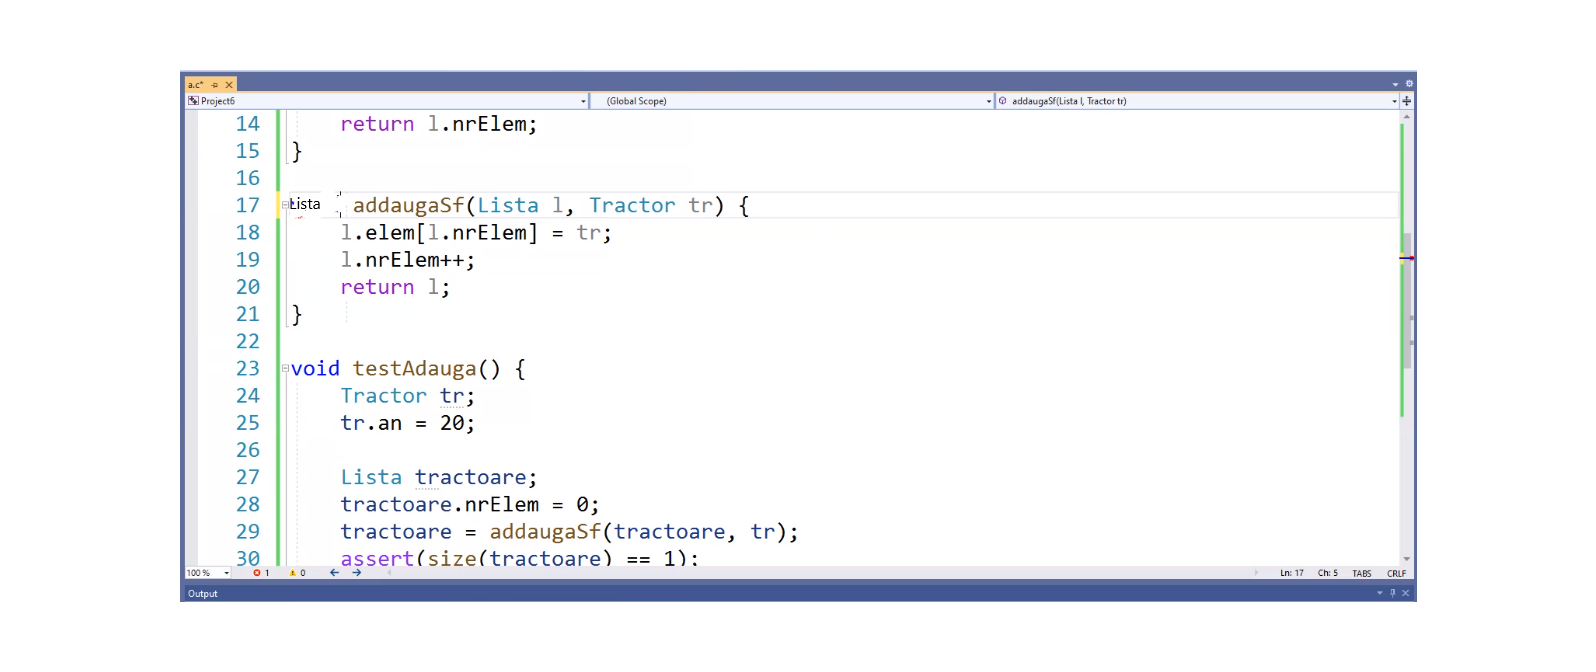 a.c*
Project6 (Global Scope) addaugaSf(Lista l, Tractor tr)
14 return l.nrElem;
15 }
16
17 Lista addaugaSf(Lista l, Tractor tr) {
18 l.elem[l.nrElem] = tr;
19 l.nrElem++;
20 return l;
21 }
22
23 void testAdauga() {
24 Tractor tr;
25 tr.an = 20;
26
27 Lista tractoare;
28 tractoare.nrElem = 0;
29 tractoare = addaugaSf(tractoare, tr);
30 assert(size(tractoare) == 1);
100 % 1 0 Ln: 17 Ch: 5 TABS CRLF
Output